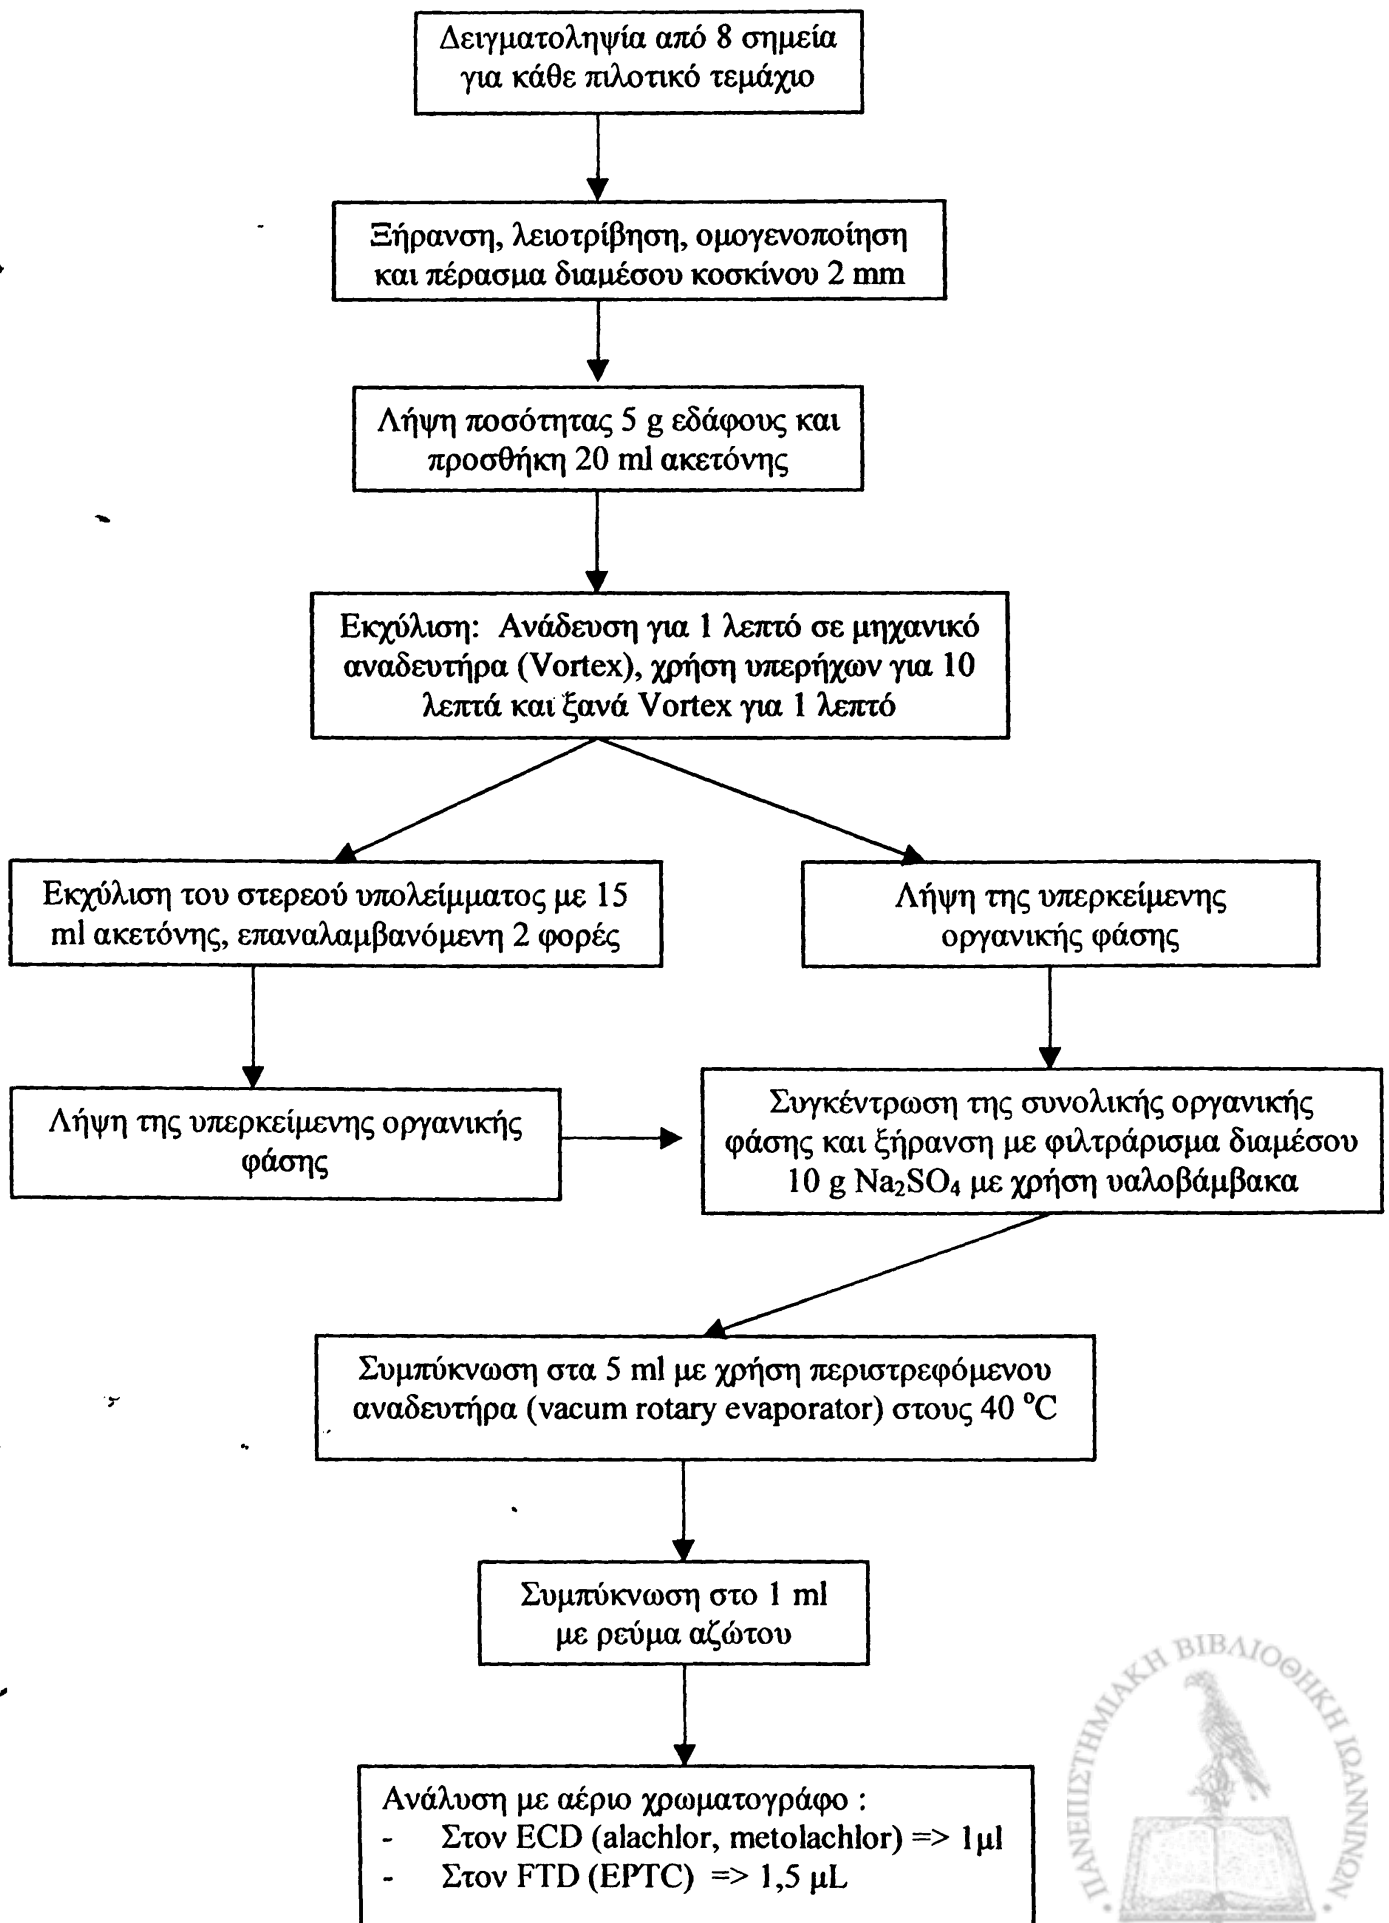 Δειγματοληψία από 8 σημεία
για κάθε πιλοτικό τεμάχιο
Ξήρανση, λειοτρίβηση, ομογενοποίηση
και πέρασμα διαμέσου κοσκίνου 2 mm
Λήψη ποσότητας 5 g εδάφους και
προσθήκη 20 ml ακετόνης
Εκχύλιση: Ανάδευση για 1 λεπτό σε μηχανικό
αναδευτήρα (Vortex), χρήση υπερήχων για 10
λεπτά και ξανά Vortex για 1 λεπτό
Εκχύλιση του στερεού υπολείμματος με 15
ml ακετόνης, επαναλαμβανόμενη 2 φορές
Λήψη της υπερκείμενης
οργανικής φάσης
Λήψη της υπερκείμενης οργανικής
φάσης
Συγκέντρωση της συνολικής οργανικής
φάσης και ξήρανση με φιλτράρισμα διαμέσου
10 g Na₂SO₄ με χρήση υαλοβάμβακα
Συμπύκνωση στα 5 ml με χρήση περιστρεφόμενου
αναδευτήρα (vacum rotary evaporator) στους 40 °C
Συμπύκνωση στο 1 ml
με ρεύμα αζώτου
Ανάλυση με αέριο χρωματογράφο :
- Στον ECD (alachlor, metolachlor) => 1μl
- Στον FTD (EPTC) => 1,5 μL
ΠΑΝΕΠΙΣΤΗΜΙΑΚΗ ΒΙΒΛΙΟΘΗΚΗ ΙΩΑΝΝΙΝΩΝ